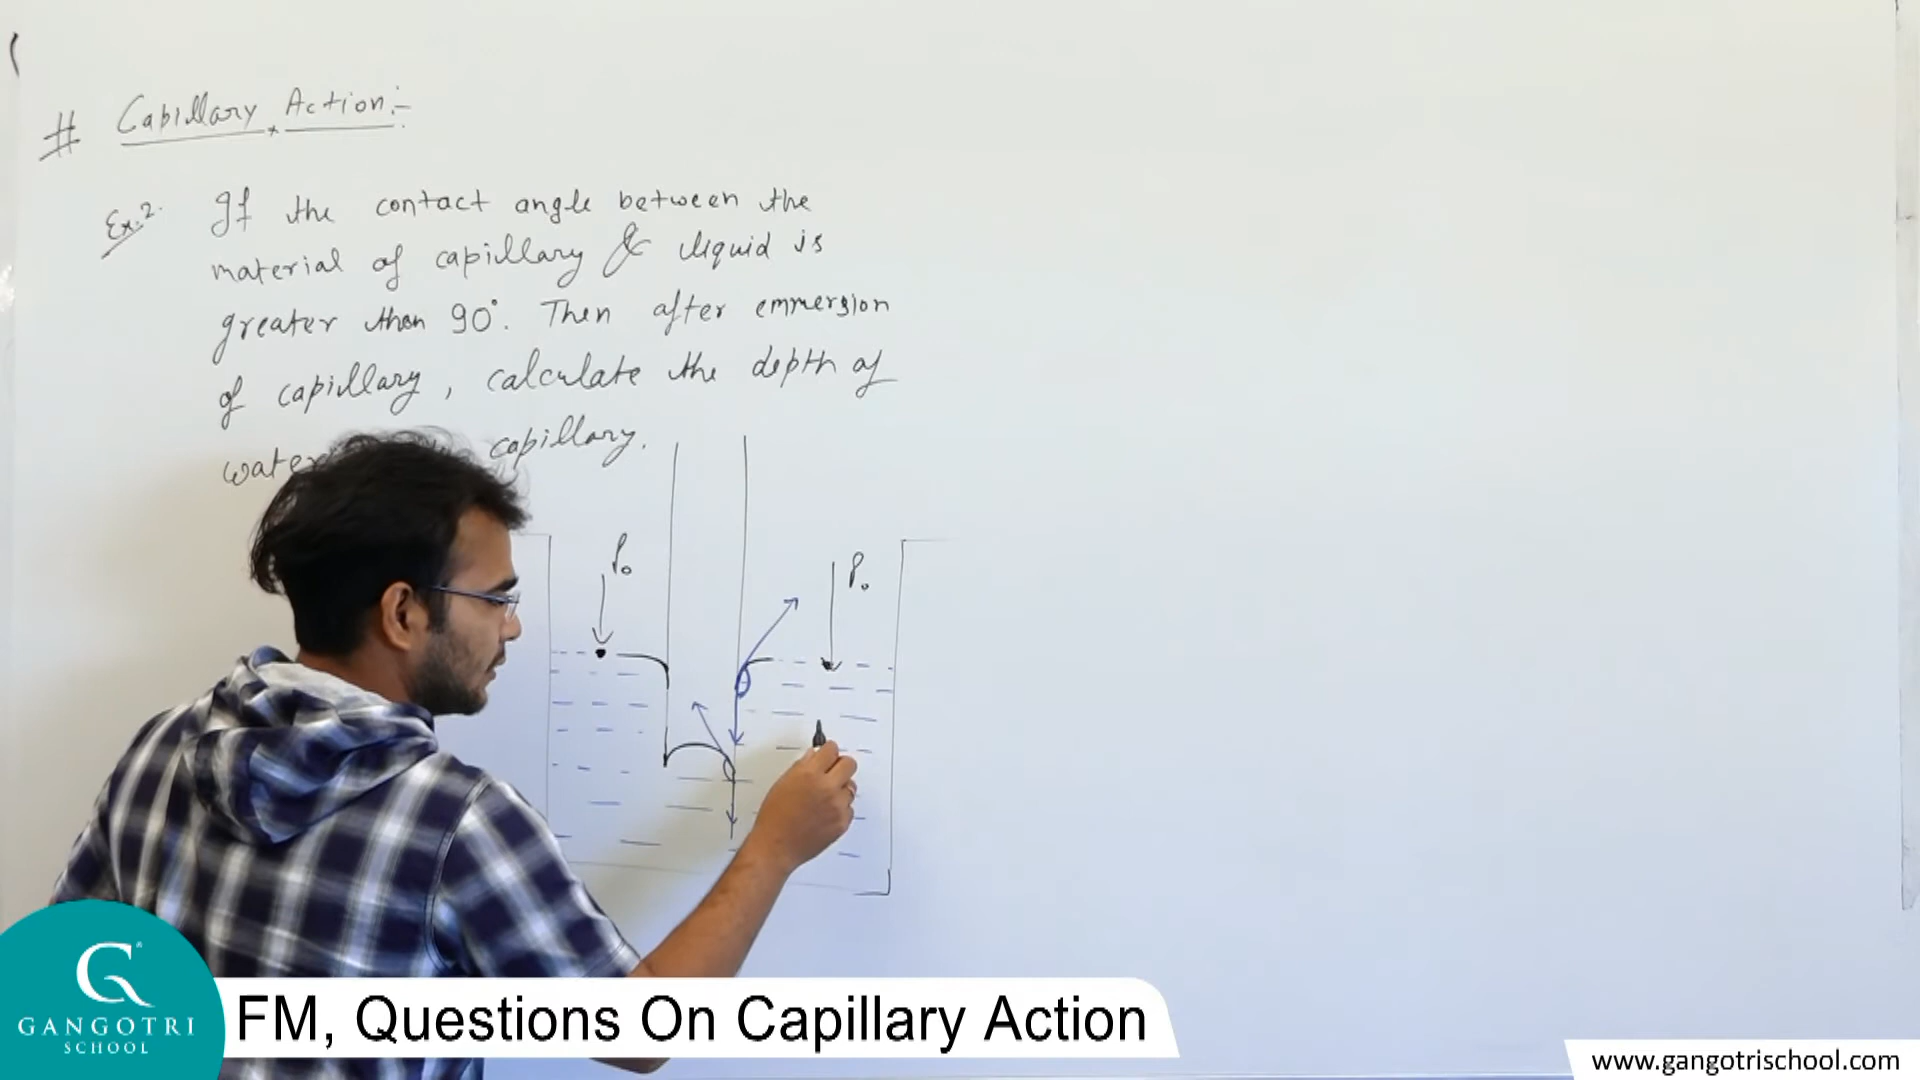 # Capillary Action:-
Ex.2. If the contact angle between the
material of capillary & liquid is
greater than 90°. Then after emmersion
of capillary, calculate the depth of
water capillary.
P₀
P₀
θ
G
GANGOTRI
SCHOOL
FM, Questions On Capillary Action
www.gangotrischool.com